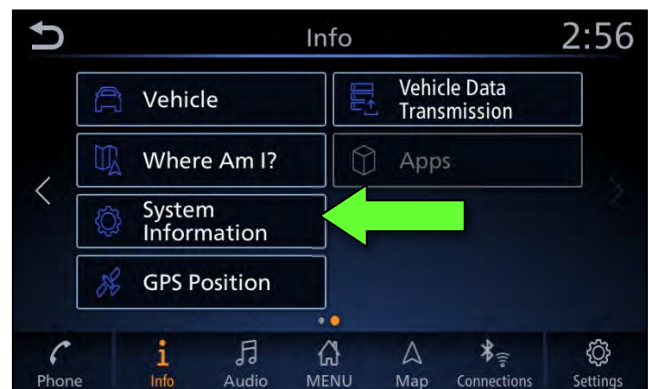 Info
2:56
Vehicle
Vehicle Data
Transmission
Where Am I?
Apps
System
Information
GPS Position
Phone
i
Info
Audio
MENU
Map
Connections
Settings